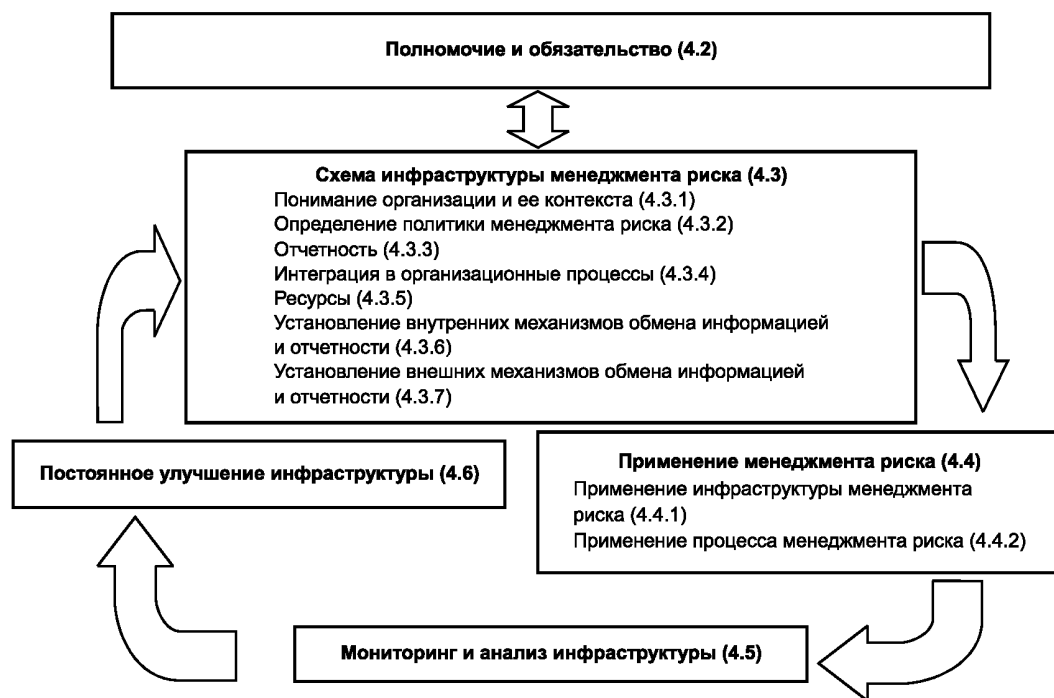 Полномочие и обязательство (4.2)
Схема инфраструктуры менеджмента риска (4.3)
Понимание организации и ее контекста (4.3.1)
Определение политики менеджмента риска (4.3.2)
Отчетность (4.3.3)
Интеграция в организационные процессы (4.3.4)
Ресурсы (4.3.5)
Установление внутренних механизмов обмена информацией
и отчетности (4.3.6)
Установление внешних механизмов обмена информацией
и отчетности (4.3.7)
Применение менеджмента риска (4.4)
Применение инфраструктуры менеджмента
риска (4.4.1)
Применение процесса менеджмента риска (4.4.2)
Мониторинг и анализ инфраструктуры (4.5)
Постоянное улучшение инфраструктуры (4.6)